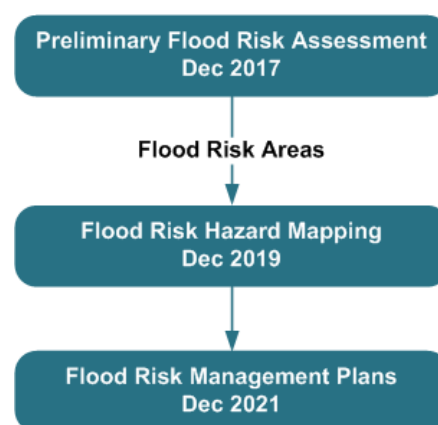 Preliminary Flood Risk Assessment
Dec 2017
Flood Risk Areas
Flood Risk Hazard Mapping
Dec 2019
Flood Risk Management Plans
Dec 2021